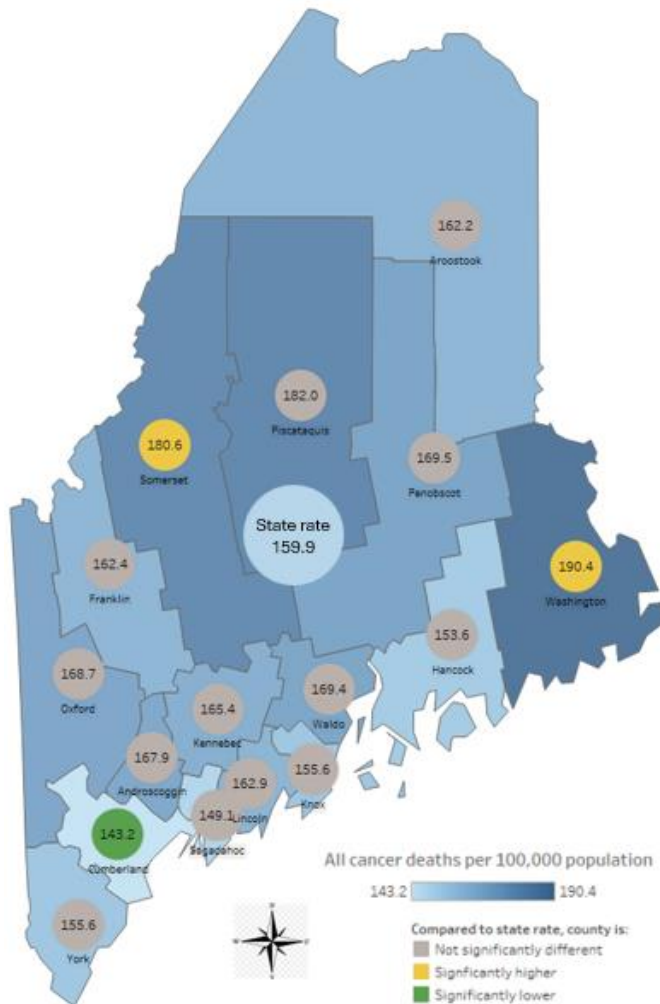 162.2
Aroostook
182.0
Piscataquis
180.6
Somerset
169.5
Penobscot
State rate
159.9
190.4
Washington
162.4
Franklin
153.6
Hancock
168.7
Oxford
169.4
Waldo
165.4
Kennebec
167.9
Androscoggin
155.6
Knox
162.9
Lincoln
149.1
Sagadahoc
143.2
Cumberland
155.6
York
All cancer deaths per 100,000 population
143.2 190.4
Compared to state rate, county is:
Not significantly different
Signficantly higher
Significantly lower